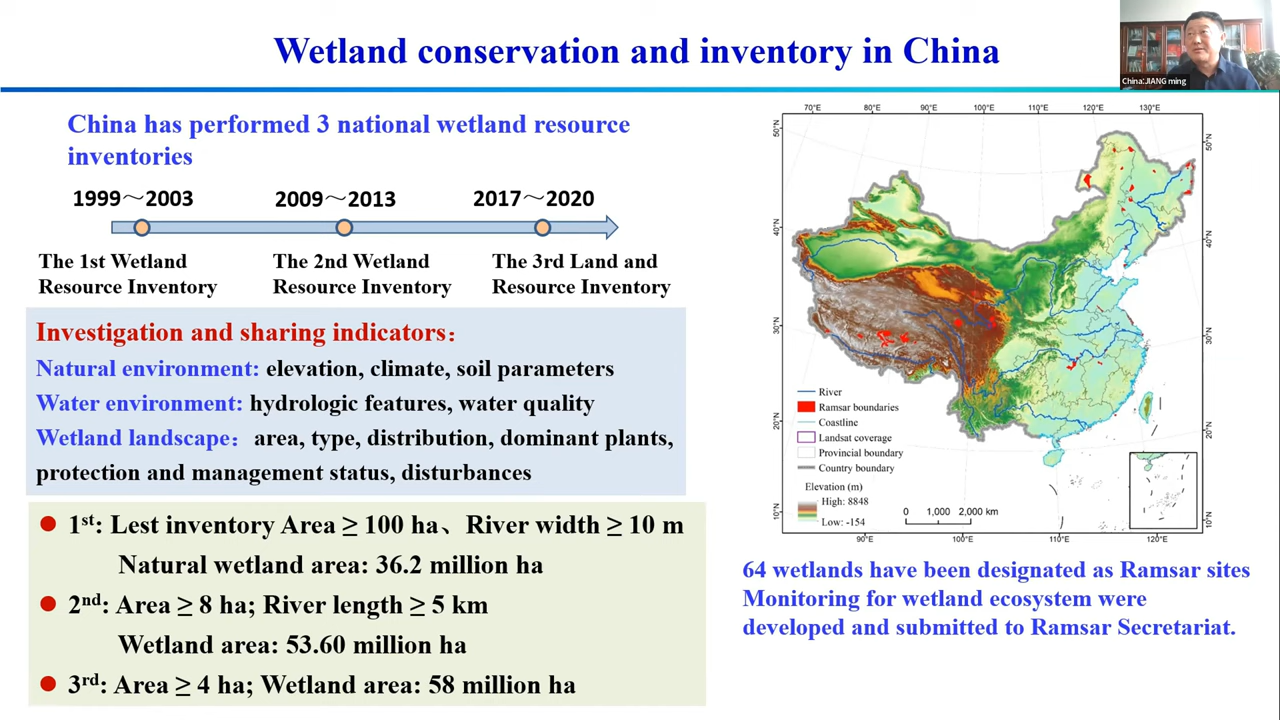 Wetland conservation and inventory in China
China:JIANG ming
China has performed 3 national wetland resource
inventories
1999～2003
2009～2013
2017～2020
The 1st Wetland
Resource Inventory
The 2nd Wetland
Resource Inventory
The 3rd Land and
Resource Inventory
Investigation and sharing indicators：
Natural environment: elevation, climate, soil parameters
Water environment: hydrologic features, water quality
Wetland landscape： area, type, distribution, dominant plants,
protection and management status, disturbances
1st: Lest inventory Area ≥ 100 ha、River width ≥ 10 m
Natural wetland area: 36.2 million ha
2nd: Area ≥ 8 ha; River length ≥ 5 km
Wetland area: 53.60 million ha
3rd: Area ≥ 4 ha; Wetland area: 58 million ha
70°E 80°E 90°E 100°E 110°E 120°E 130°E
50°N
40°N
30°N
20°N
10°N
50°N
40°N
30°N
20°N
10°N
River
Ramsar boundaries
Coastline
Landsat coverage
Provincial boundary
Country boundary
Elevation (m)
High: 8848
Low: -154
0 1,000 2,000 km
90°E 100°E 110°E 120°E
64 wetlands have been designated as Ramsar sites
Monitoring for wetland ecosystem were
developed and submitted to Ramsar Secretariat.